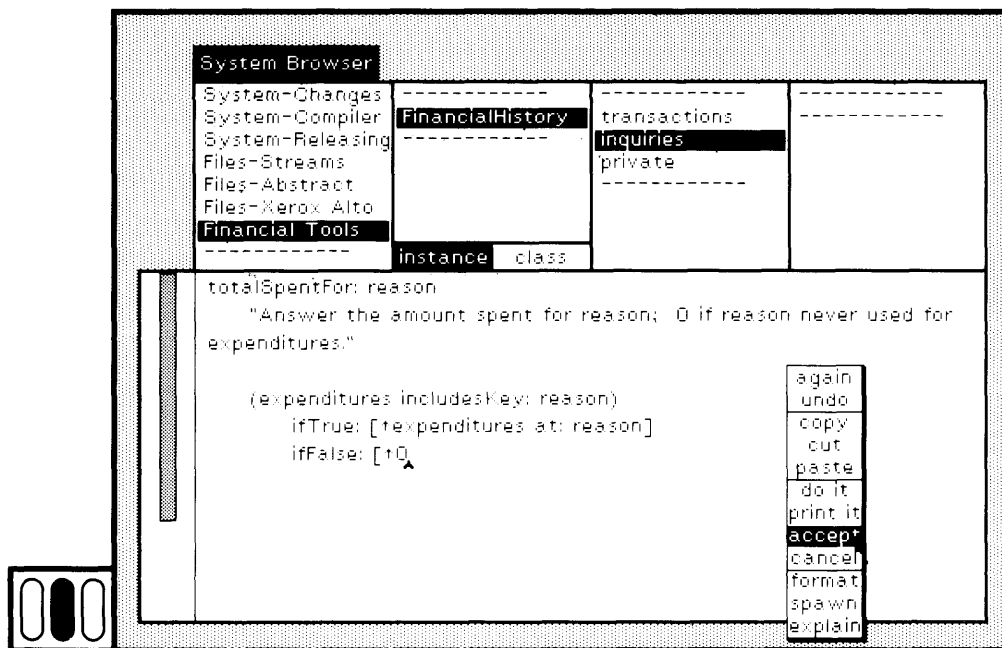 System Browser
System-Changes
System-Compiler
System-Releasing
Files-Streams
Files-Abstract
Files-Xerox Alto
Financial Tools
------------
------------
FinancialHistory
------------
instance class
------------
transactions
inquiries
private
------------
------------
------------
totalSpentFor: reason
"Answer the amount spent for reason; 0 if reason never used for
expenditures."
(expenditures includesKey: reason)
ifTrue: [↑expenditures at: reason]
ifFalse: [↑0
again
undo
copy
cut
paste
do it
print it
accept
cancel
format
spawn
explain